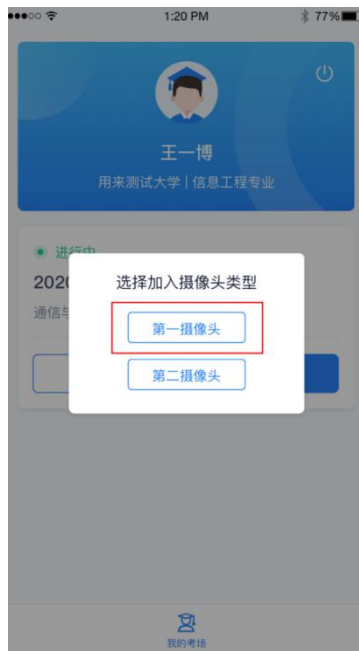 1:20 PM
77%
王一博
用来测试大学 | 信息工程专业
进行中
2020
选择加入摄像头类型
通信与
第一摄像头
第二摄像头
我的考场